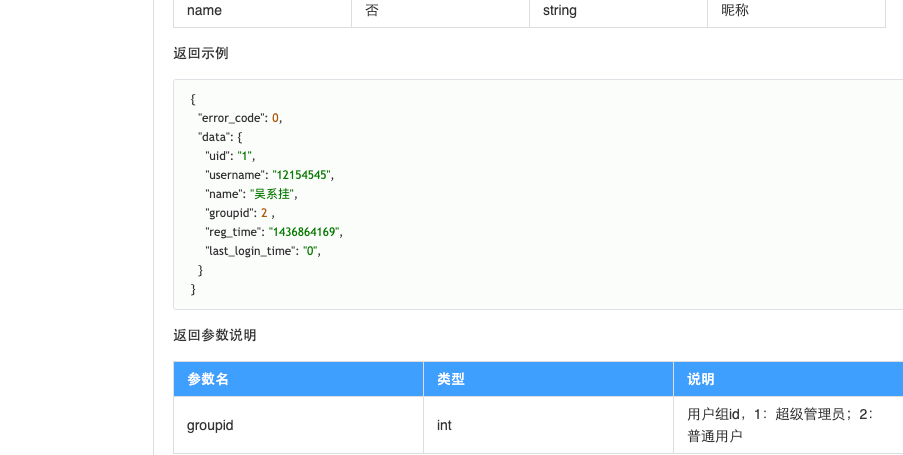 name 否 string 昵称
返回示例
{
"error_code": 0,
"data": {
"uid": "1",
"username": "12154545",
"name": "吴系挂",
"groupid": 2 ,
"reg_time": "1436864169",
"last_login_time": "0",
}
}
返回参数说明
参数名 类型 说明
groupid int 用户组id，1：超级管理员；2：
普通用户